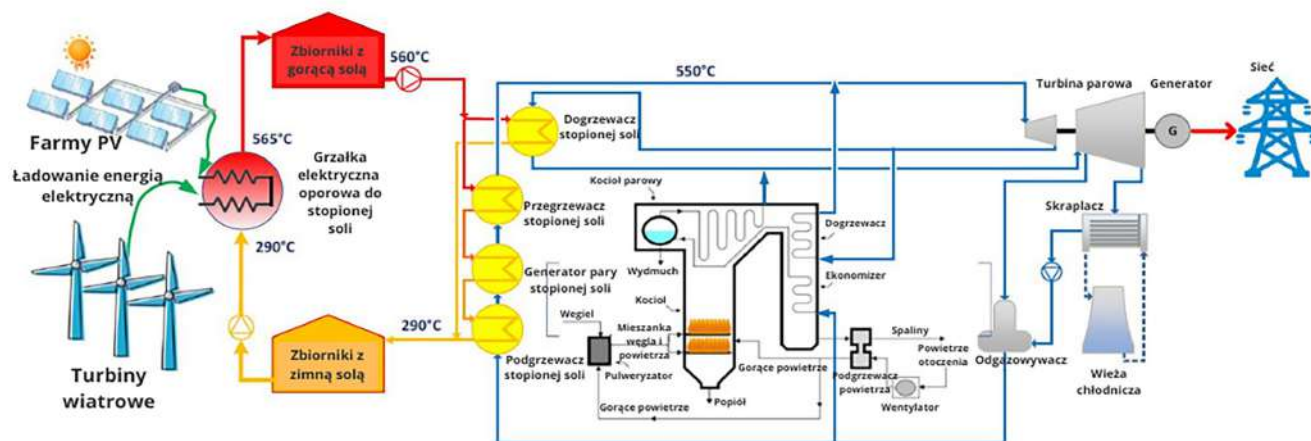 Zbiorniki z
gorącą solą
560°C
550°C
Turbina parowa
Generator
Sieć
G
Farmy PV
565°C
Dogrzewacz
stopionej soli
Ładowanie energią
elektryczną
Grzałka
elektryczna
oporowa do
stopionej
soli
Kocioł parowy
Przegrzewacz
stopionej soli
Dogrzewacz
Skraplacz
290°C
Wydmuch
Generator pary
stopionej soli
Ekonomizer
Kocioł
Węgiel
290°C
Mieszanka
węgla i
powietrza
Spaliny
Powietrze
otoczenia
Odgazowywacz
Zbiorniki z
zimną solą
Podgrzewacz
stopionej soli
Pulweryzator
Gorące powietrze
Podgrzewacz
powietrza
Wieża
chłodnicza
Turbiny
wiatrowe
Popiół
Wentylator
Gorące powietrze